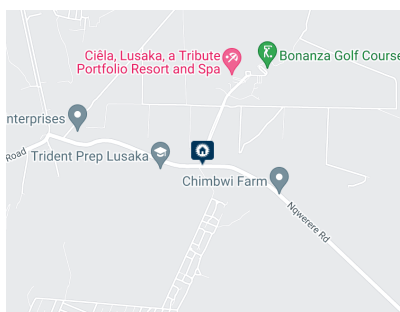 Ciêla, Lusaka, a Tribute
Portfolio Resort and Spa
Bonanza Golf Course
nterprises
Road
Trident Prep Lusaka
Chimbwi Farm
Ngwerere Rd